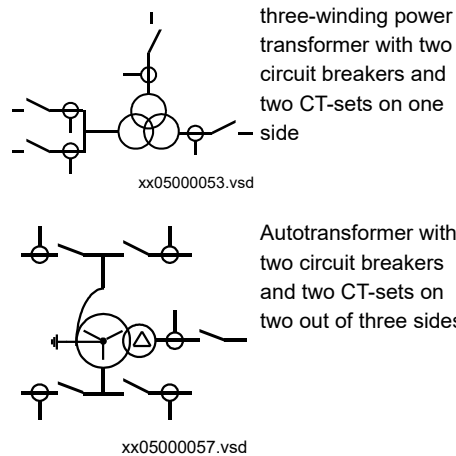 three-winding power
transformer with two
circuit breakers and
two CT-sets on one
side
xx05000053.vsd
Autotransformer with
two circuit breakers
and two CT-sets on
two out of three sides
xx05000057.vsd